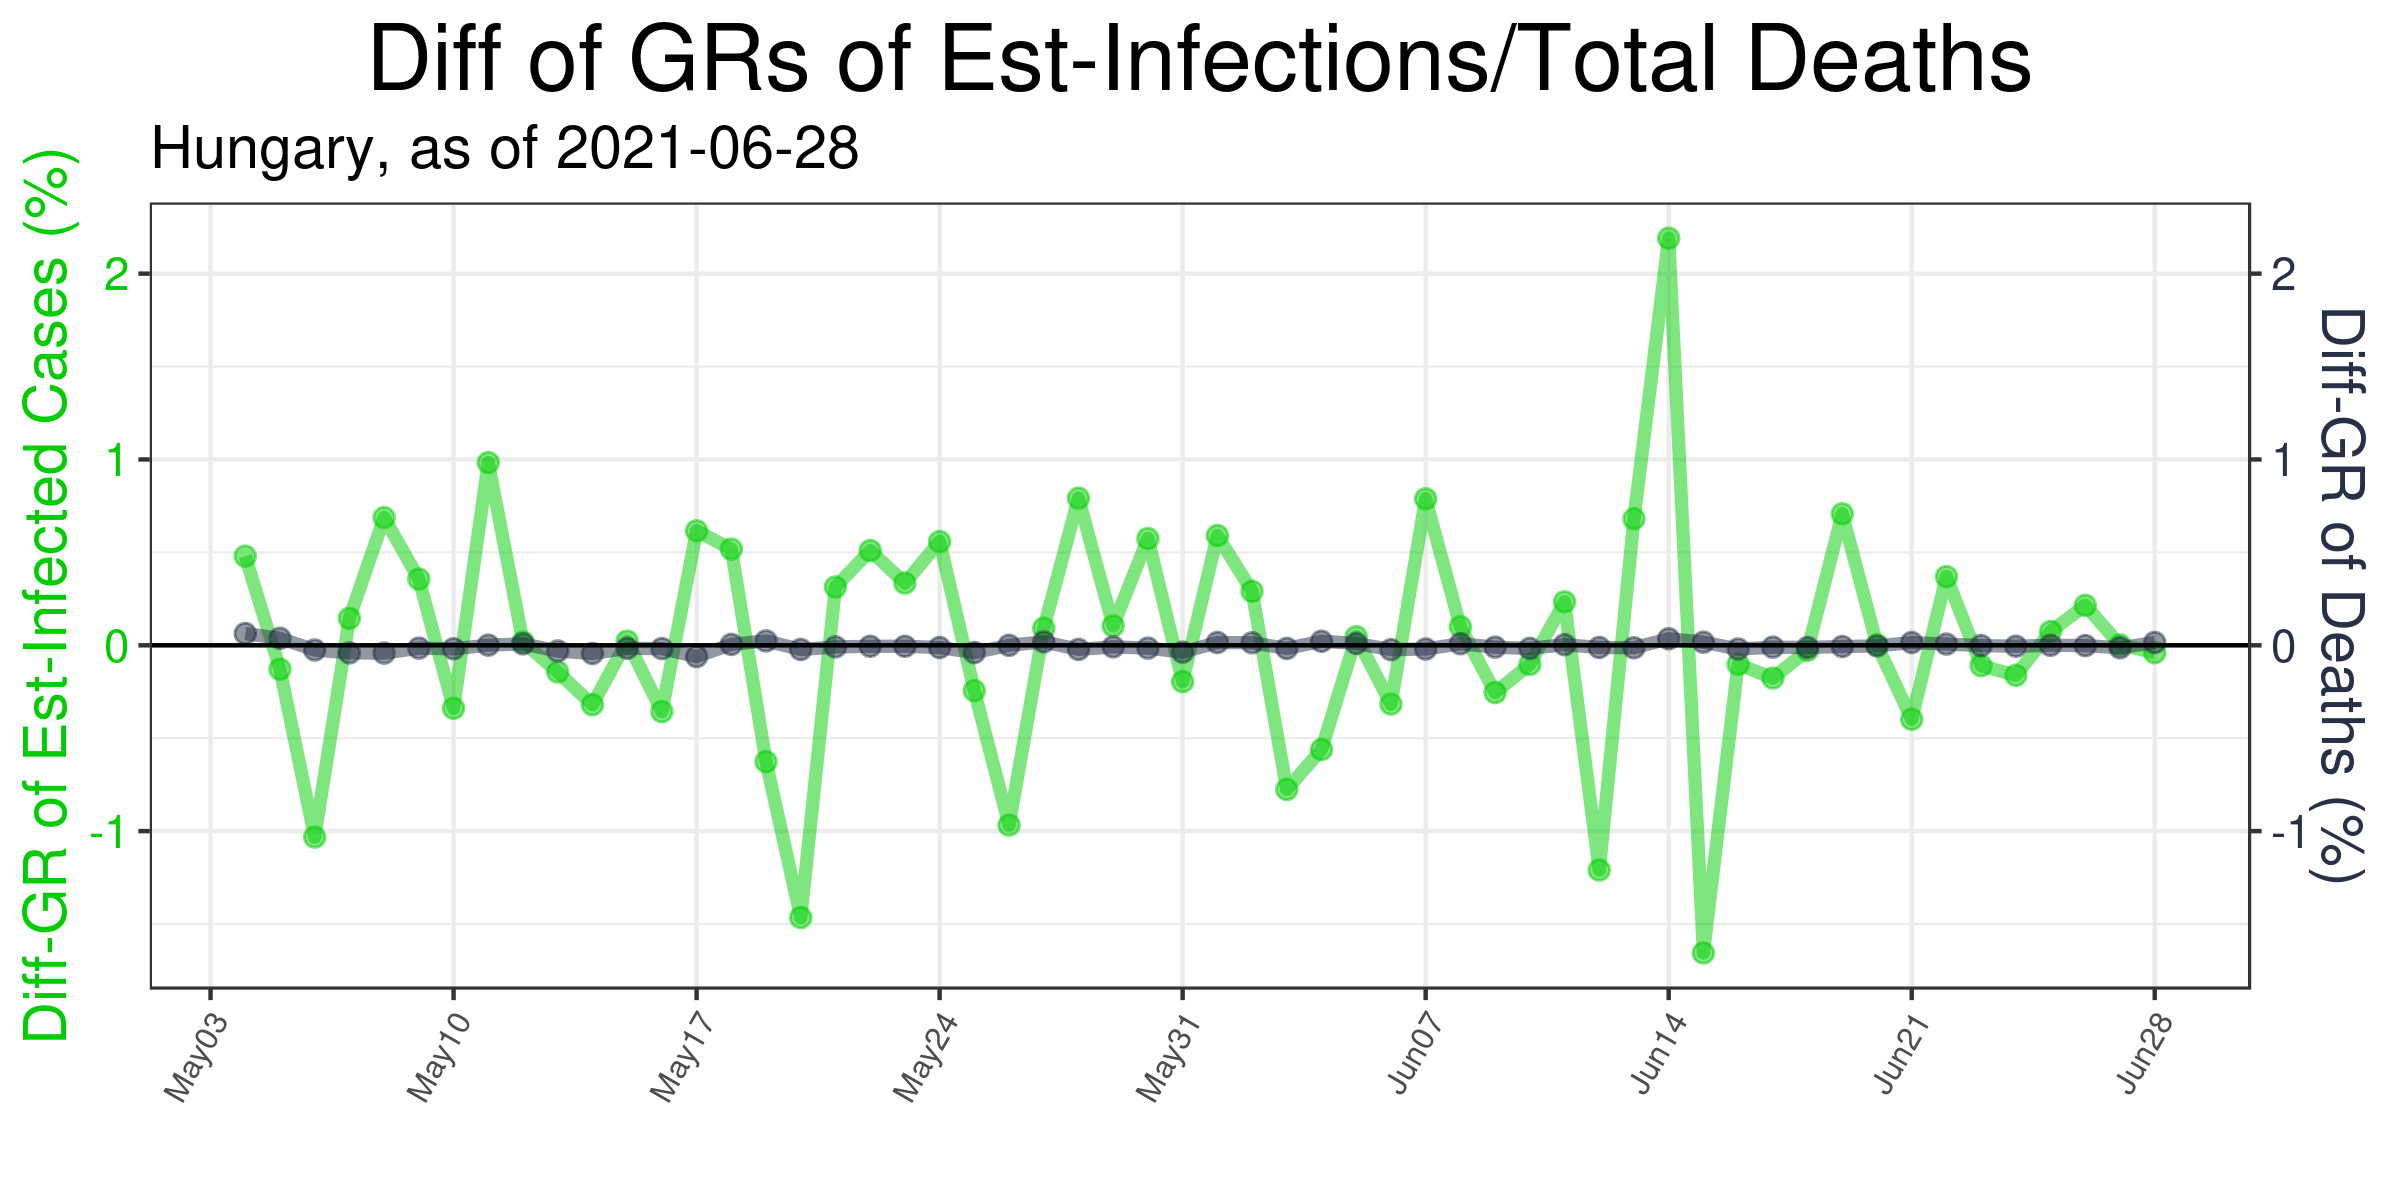 Diff of GRs of Est-Infections/Total Deaths
Hungary, as of 2021-06-28
Diff-GR of Est-Infected Cases (%)
2
1
0
-1
2
1
0
-1
Diff-GR of Deaths (%)
May03
May10
May17
May24
May31
Jun07
Jun14
Jun21
Jun28